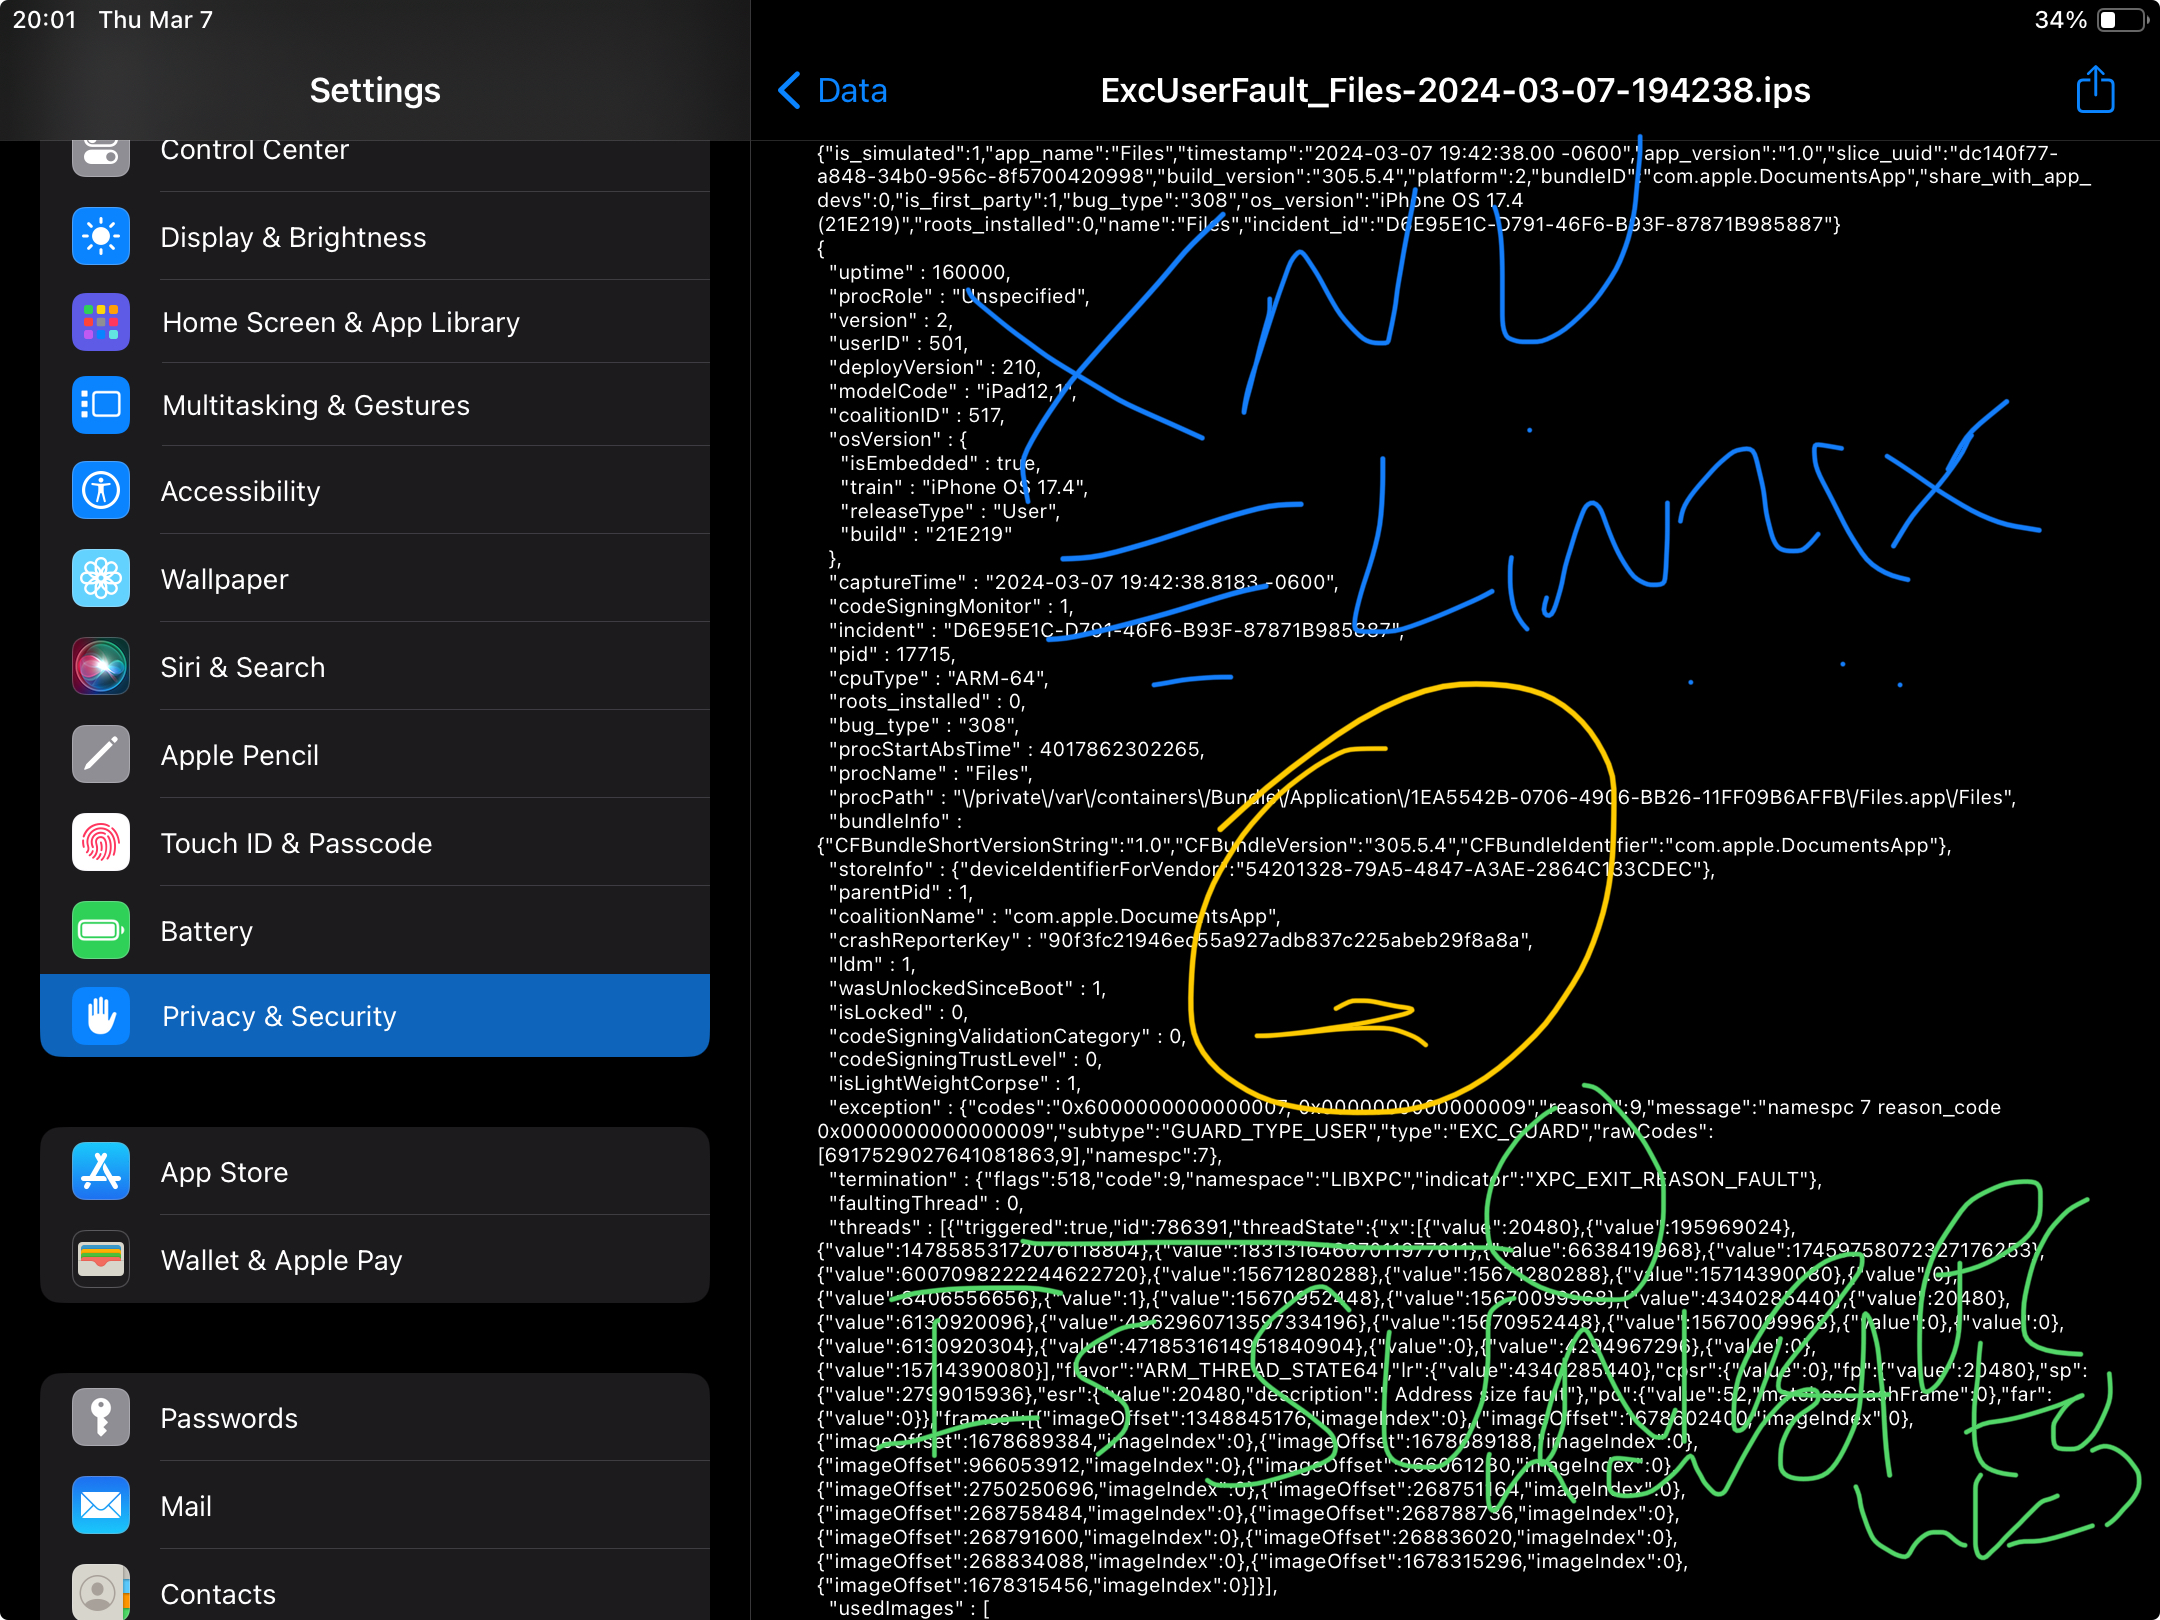 20:01 Thu Mar 7
34%
Settings
Control Center
Display & Brightness
Home Screen & App Library
Multitasking & Gestures
Accessibility
Wallpaper
Siri & Search
Apple Pencil
Touch ID & Passcode
Battery
Privacy & Security
App Store
Wallet & Apple Pay
Passwords
Mail
Contacts
Data
ExcUserFault_Files-2024-03-07-194238.ips
{"is_simulated":1,"app_name":"Files","timestamp":"2024-03-07 19:42:38.00 -0600","app_version":"1.0","slice_uuid":"dc140f77-
a848-34b0-956c-8f5700420998","build_version":"305.5.4","platform":2,"bundleID":"com.apple.DocumentsApp","share_with_app_
devs":0,"is_first_party":1,"bug_type":"308","os_version":"iPhone OS 17.4
(21E219)","roots_installed":0,"name":"Files","incident_id":"D6E95E1C-D791-46F6-B93F-87871B985887"}
{
"uptime" : 160000,
"procRole" : "Unspecified",
"version" : 2,
"userID" : 501,
"deployVersion" : 210,
"modelCode" : "iPad12,1",
"coalitionID" : 517,
"osVersion" : {
"isEmbedded" : true,
"train" : "iPhone OS 17.4",
"releaseType" : "User",
"build" : "21E219"
},
"captureTime" : "2024-03-07 19:42:38.8183 -0600",
"codeSigningMonitor" : 1,
"incident" : "D6E95E1C-D791-46F6-B93F-87871B985887",
"pid" : 17715,
"cpuType" : "ARM-64",
"roots_installed" : 0,
"bug_type" : "308",
"procStartAbsTime" : 4017862302265,
"procName" : "Files",
"procPath" : "\/private\/var\/containers\/Bundle\/Application\/1EA5542B-0706-4906-BB26-11FF09B6AFFB\/Files.app\/Files",
"bundleInfo" :
{"CFBundleShortVersionString":"1.0","CFBundleVersion":"305.5.4","CFBundleIdentifier":"com.apple.DocumentsApp"},
"storeInfo" : {"deviceIdentifierForVendor":"54201328-79A5-4847-A3AE-2864C133CDEC"},
"parentPid" : 1,
"coalitionName" : "com.apple.DocumentsApp",
"crashReporterKey" : "90f3fc21946ec55a927adb837c225abeb29f8a8a",
"ldm" : 1,
"wasUnlockedSinceBoot" : 1,
"isLocked" : 0,
"codeSigningValidationCategory" : 0,
"codeSigningTrustLevel" : 0,
"isLightWeightCorpse" : 1,
"exception" : {"codes":"0x6000000000000007, 0x0000000000000009","reason":9,"message":"namespc 7 reason_code
0x0000000000000009","subtype":"GUARD_TYPE_USER","type":"EXC_GUARD","rawCodes":
[6917529027641081863,9],"namespc":7},
"termination" : {"flags":518,"code":9,"namespace":"LIBXPC","indicator":"XPC_EXIT_REASON_FAULT"},
"faultingThread" : 0,
"threads" : [{"triggered":true,"id":786391,"threadState":{"x":[{"value":20480},{"value":195969024},
{"value":6638419968},
{"value":6007098222244622720},{"value":15671280288},{"value":15671280288},{"value":15714390080},{"value":0},
{"value":8406556656},{"value":1},{"value":15670952448},{"value":15670099968},{"value":4340285440},{"value":20480},
{"value":6130920096},{"value":4862960713597334196},{"value":15670952448},{"value":15670099968},{"value":0},{"value":0},
{"value":6130920304},{"value":4718531614951840904},{"value":0},{"value":4294967296},{"value":0},
{"value":15714390080}],"flavor":"ARM_THREAD_STATE64","lr":{"value":4340285440},"cpsr":{"value":0},"fp":{"value":20480},"sp":
{"value":2799015936},"esr":{"value":20480,"description":" Address size fault"},"pc":{"value":52,"matchesCrashFrame":0},"far":
{"value":0}},"frames":[{"imageOffset":1348845176,"imageIndex":0},{"imageOffset":1678602400,"imageIndex":0},
{"imageOffset":1678689384,"imageIndex":0},{"imageOffset":1678689188,"imageIndex":0},
{"imageOffset":966053912,"imageIndex":0},{"imageOffset":966061280,"imageIndex":0},
{"imageOffset":2750250696,"imageIndex":0},{"imageOffset":268751164,"imageIndex":0},
{"imageOffset":268758484,"imageIndex":0},{"imageOffset":268788736,"imageIndex":0},
{"imageOffset":268791600,"imageIndex":0},{"imageOffset":268836020,"imageIndex":0},
{"imageOffset":268834088,"imageIndex":0},{"imageOffset":1678315296,"imageIndex":0},
{"imageOffset":1678315456,"imageIndex":0}]}],
"usedImages" : [
XNU
= Linux